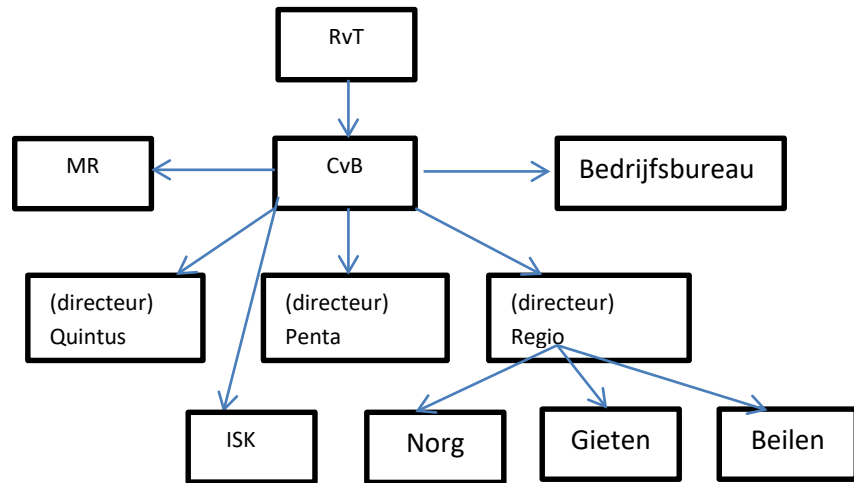 RvT
MR
CvB
Bedrijfsbureau
(directeur)
Quintus
(directeur)
Penta
(directeur)
Regio
ISK
Norg
Gieten
Beilen